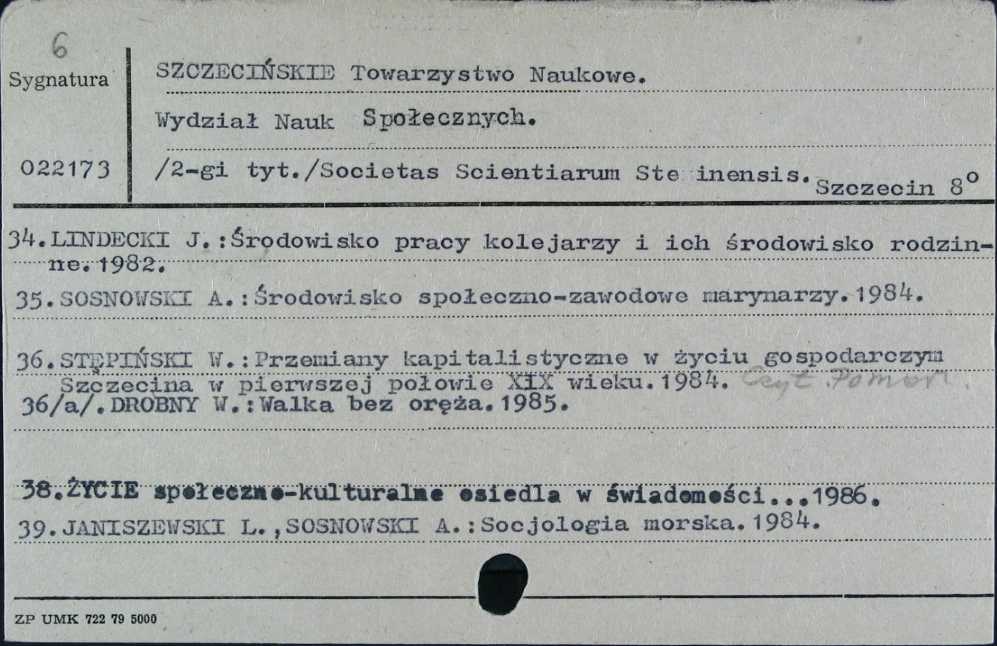 6
Sygnatura
SZCZECIŃSKIE Towarzystwo Naukowe.
Wydział Nauk Społecznych.
022173
/2-gi tyt./Societas Scientiarum Ste inensis. Szczecin 8°
34. LINDECKI J.:Środowisko pracy kolejarzy i ich środowisko rodzin-
ne. 1982.
35. SOSNOWSKI A.:Środowisko społeczno-zawodowe marynarzy. 1984.
36. STĘPIŃSKI W.:Przemiany kapitalistyczne w życiu gospodarczym
Szczecina w pierwszej połowie XIX wieku. 1984. Czyt. Pomor.
36/a/. DROBNY W.:Walka bez oręża. 1985.
38. ŻYCIE społeczno-kulturalne osiedla w świadomości... 1986.
39. JANISZEWSKI L., SOSNOWSKI A.:Socjologia morska. 1984.
ZP UMK 722 79 5000